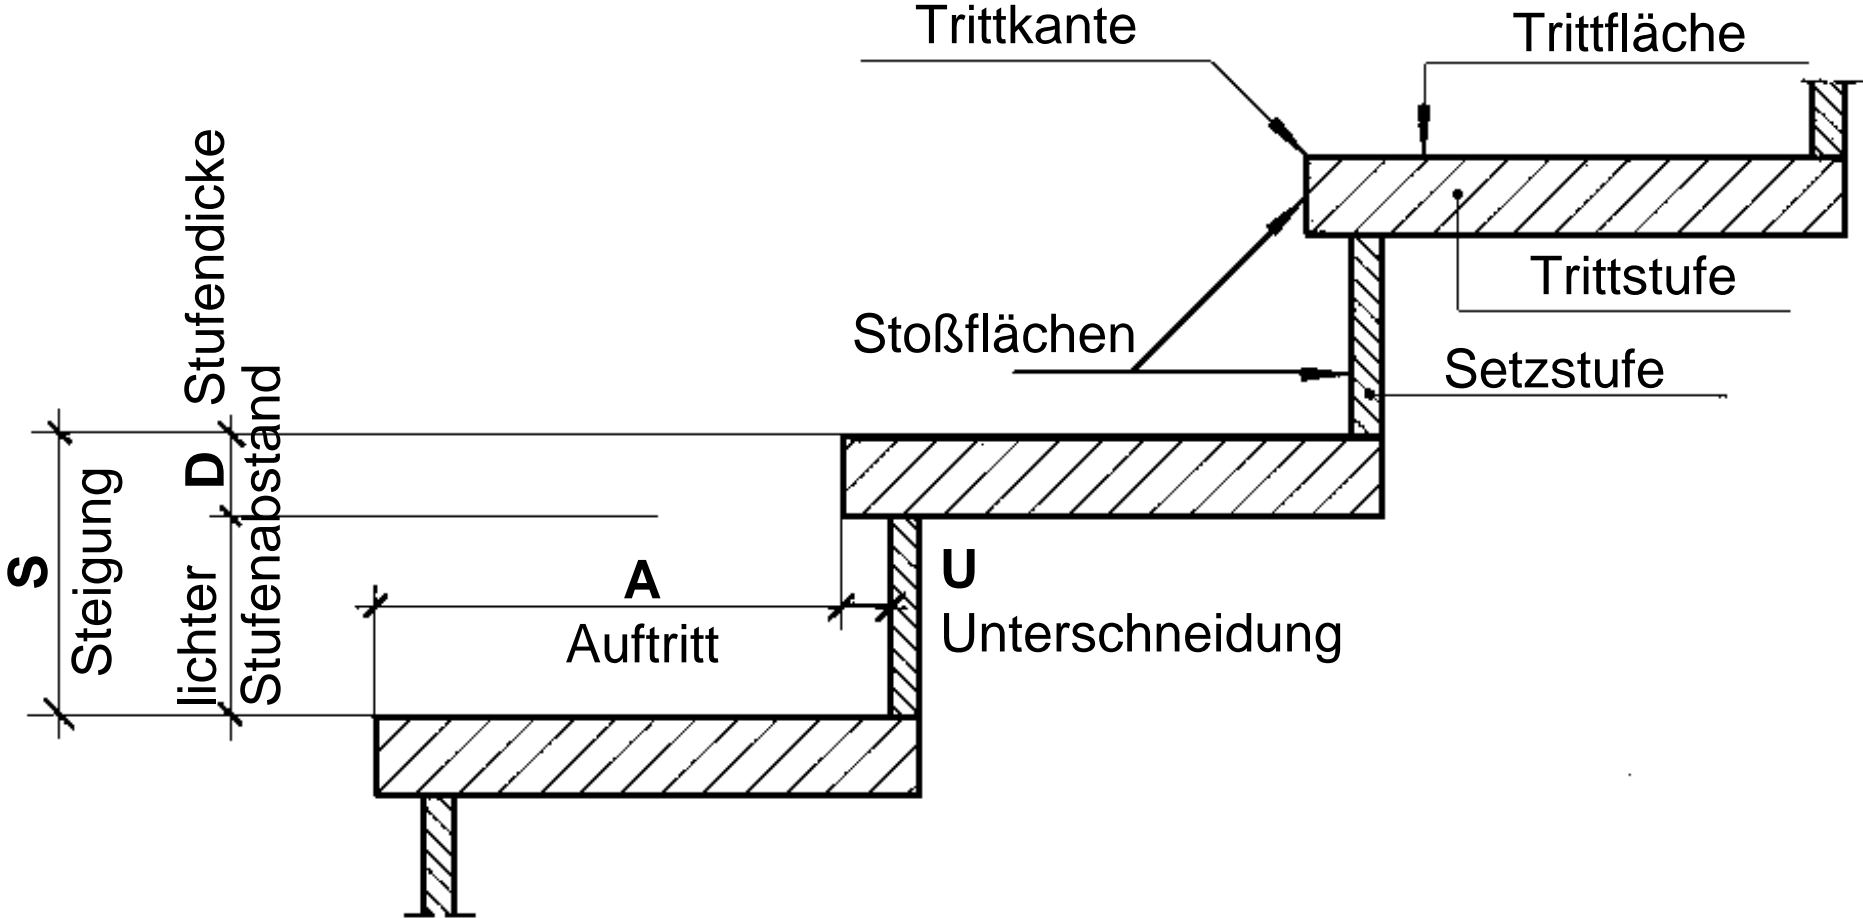 Trittkante
Trittfläche
Stufendicke
Trittstufe
Stoßflächen
Setzstufe
D
S
Steigung
lichter
Stufenabstand
A
Auftritt
U
Unterschneidung